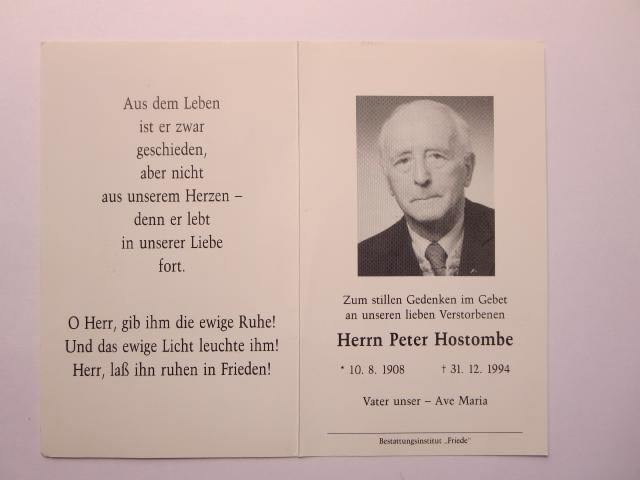 Aus dem Leben
ist er zwar
geschieden,
aber nicht
aus unserem Herzen –
denn er lebt
in unserer Liebe
fort.
O Herr, gib ihm die ewige Ruhe!
Und das ewige Licht leuchte ihm!
Herr, laß ihn ruhen in Frieden!
Zum stillen Gedenken im Gebet
an unseren lieben Verstorbenen
Herrn Peter Hostombe
* 10. 8. 1908 † 31. 12. 1994
Vater unser – Ave Maria
Bestattungsinstitut „Friede"